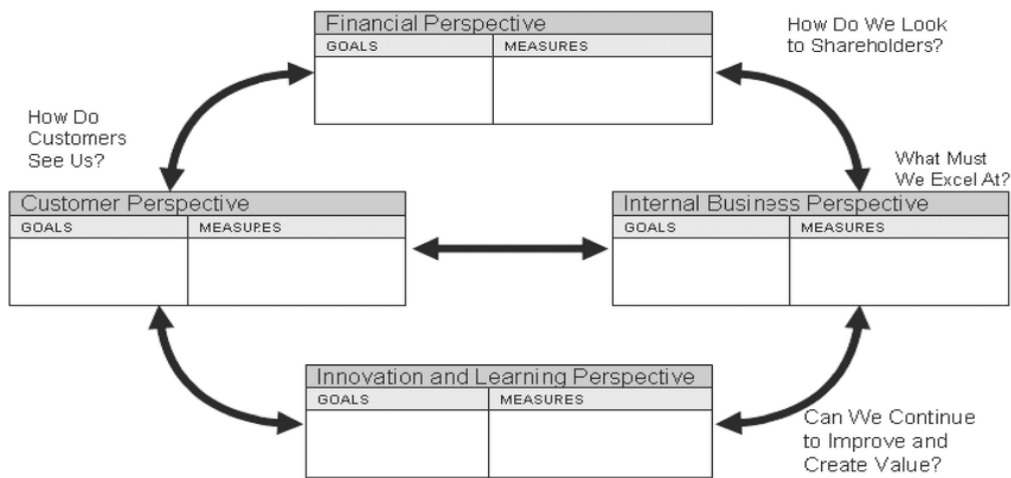 Financial Perspective
GOALS MEASURES
How Do We Look
to Shareholders?
How Do
Customers
See Us?
What Must
We Excel At?
Customer Perspective
GOALS MEASURES
Internal Business Perspective
GOALS MEASURES
Innovation and Learning Perspective
GOALS MEASURES
Can We Continue
to Improve and
Create Value?